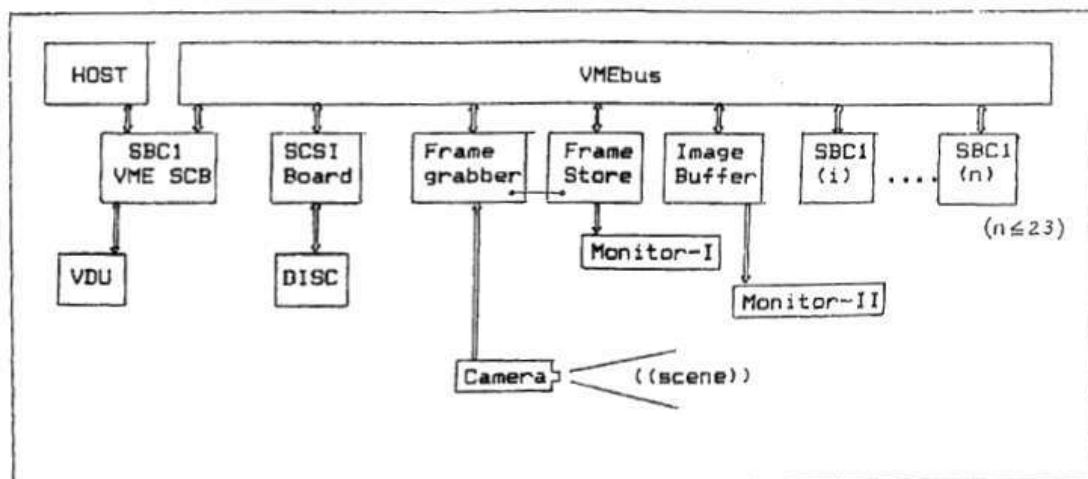 HOST
VMEbus
SBC1
VME SCB
SCSI
Board
Frame
grabber
Frame
Store
Image
Buffer
SBC1
(i)
....
SBC1
(n)
(n≦23)
VDU
DISC
Monitor-I
Monitor-II
Camera
((scene))